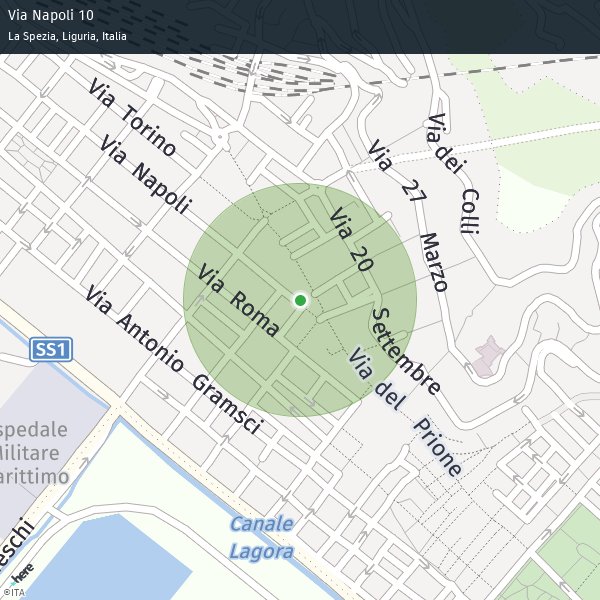 Via Napoli 10
La Spezia, Liguria, Italia
Via Torino
Via Napoli
Via dei Colli
Via 27 Marzo
Via 20 Settembre
Via Roma
Via Antonio Gramsci
SS1
Via del Prione
spedale
Militare
arittimo
Canale
Lagora
eschi
here
©ITA